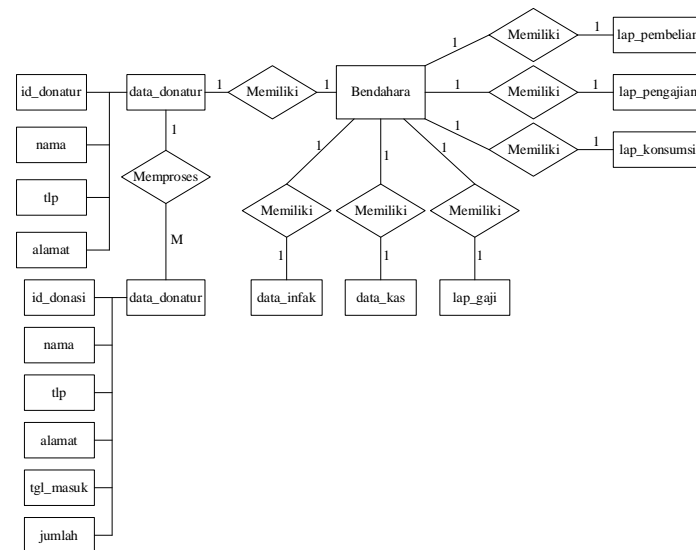 Memiliki
1
1
lap_pembelian
id_donatur
data_donatur
1
Memiliki
1
Bendahara
1
Memiliki
1
lap_pengajian
1
Memiliki
1
lap_konsumsi
nama
1
Memproses
M
tlp
alamat
1
1
1
Memiliki
Memiliki
Memiliki
1
1
1
id_donasi
data_donatur
data_infak
data_kas
lap_gaji
nama
tlp
alamat
tgl_masuk
jumlah